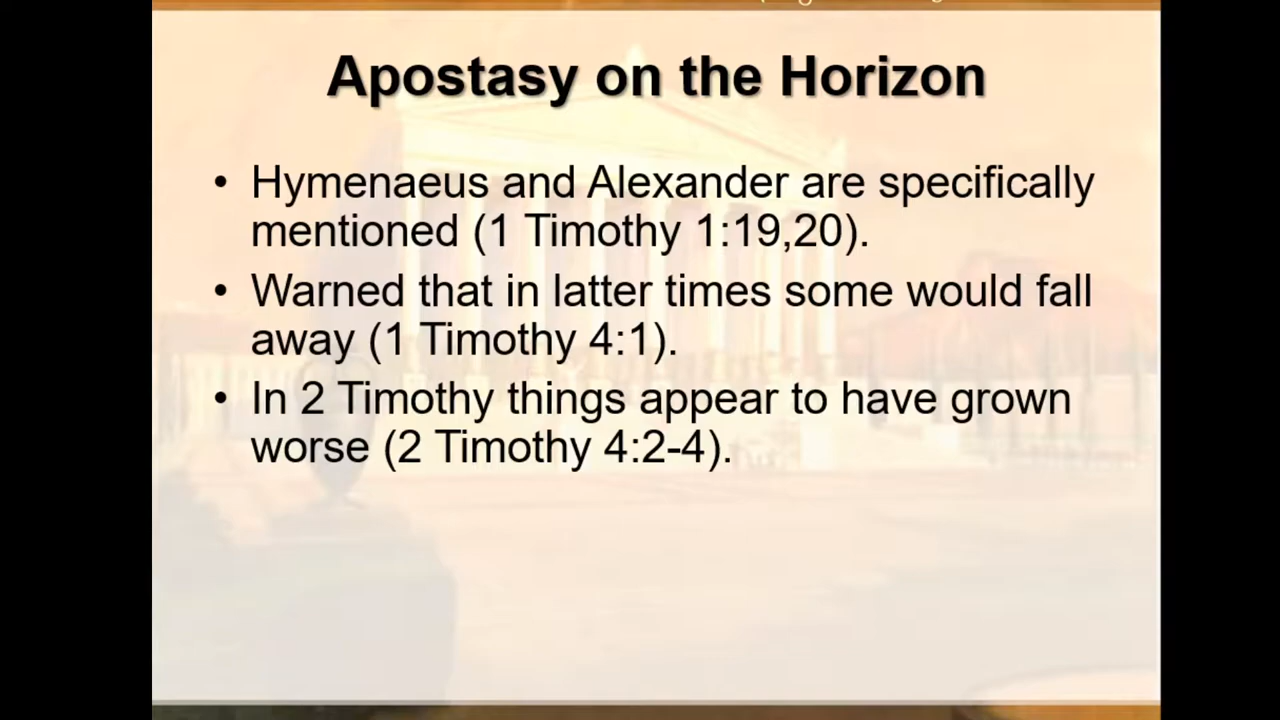 Apostasy on the Horizon
• Hymenaeus and Alexander are specifically
mentioned (1 Timothy 1:19,20).
• Warned that in latter times some would fall
away (1 Timothy 4:1).
• In 2 Timothy things appear to have grown
worse (2 Timothy 4:2-4).